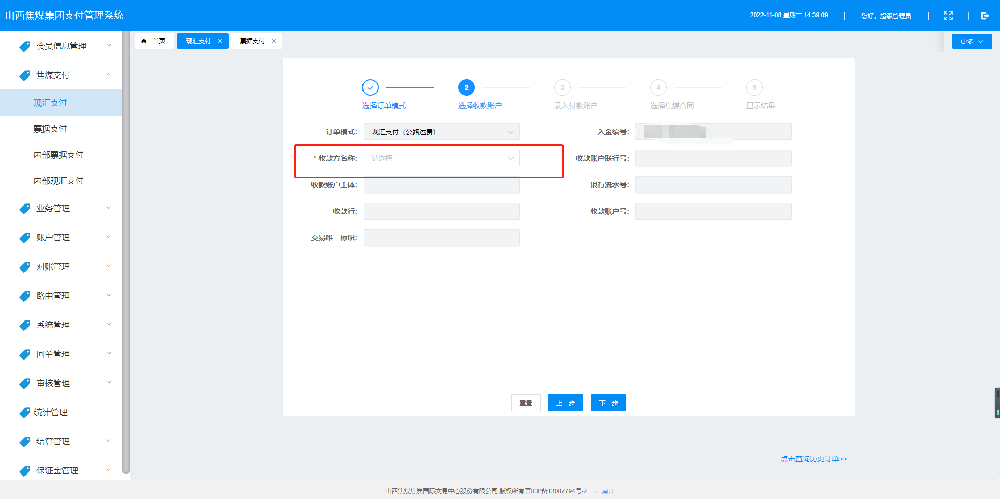 山西焦煤集团支付管理系统
2022-11-08 星期二 14:39:09 | 您好，超级管理员 | |
首页 现汇支付 票据支付 更多
会员信息管理
焦煤支付
现汇支付
票据支付
内部票据支付
内部现汇支付
业务管理
账户管理
对账管理
路由管理
系统管理
回单管理
审核管理
统计管理
结算管理
保证金管理
2 3 4 5
选择订单模式 选择收款账户 录入付款账户 选择焦煤合同 显示结果
订单模式: 现汇支付（公路运费） 入金编号:
* 收款方名称: 请选择 收款账户联行号:
收款账户主体: 银行流水号:
收款行: 收款账户号:
交易唯一标识:
重置 上一步 下一步
点击查询历史订单>>
山西焦煤焦炭国际交易中心股份有限公司 版权所有晋ICP备13007794号-2 展开